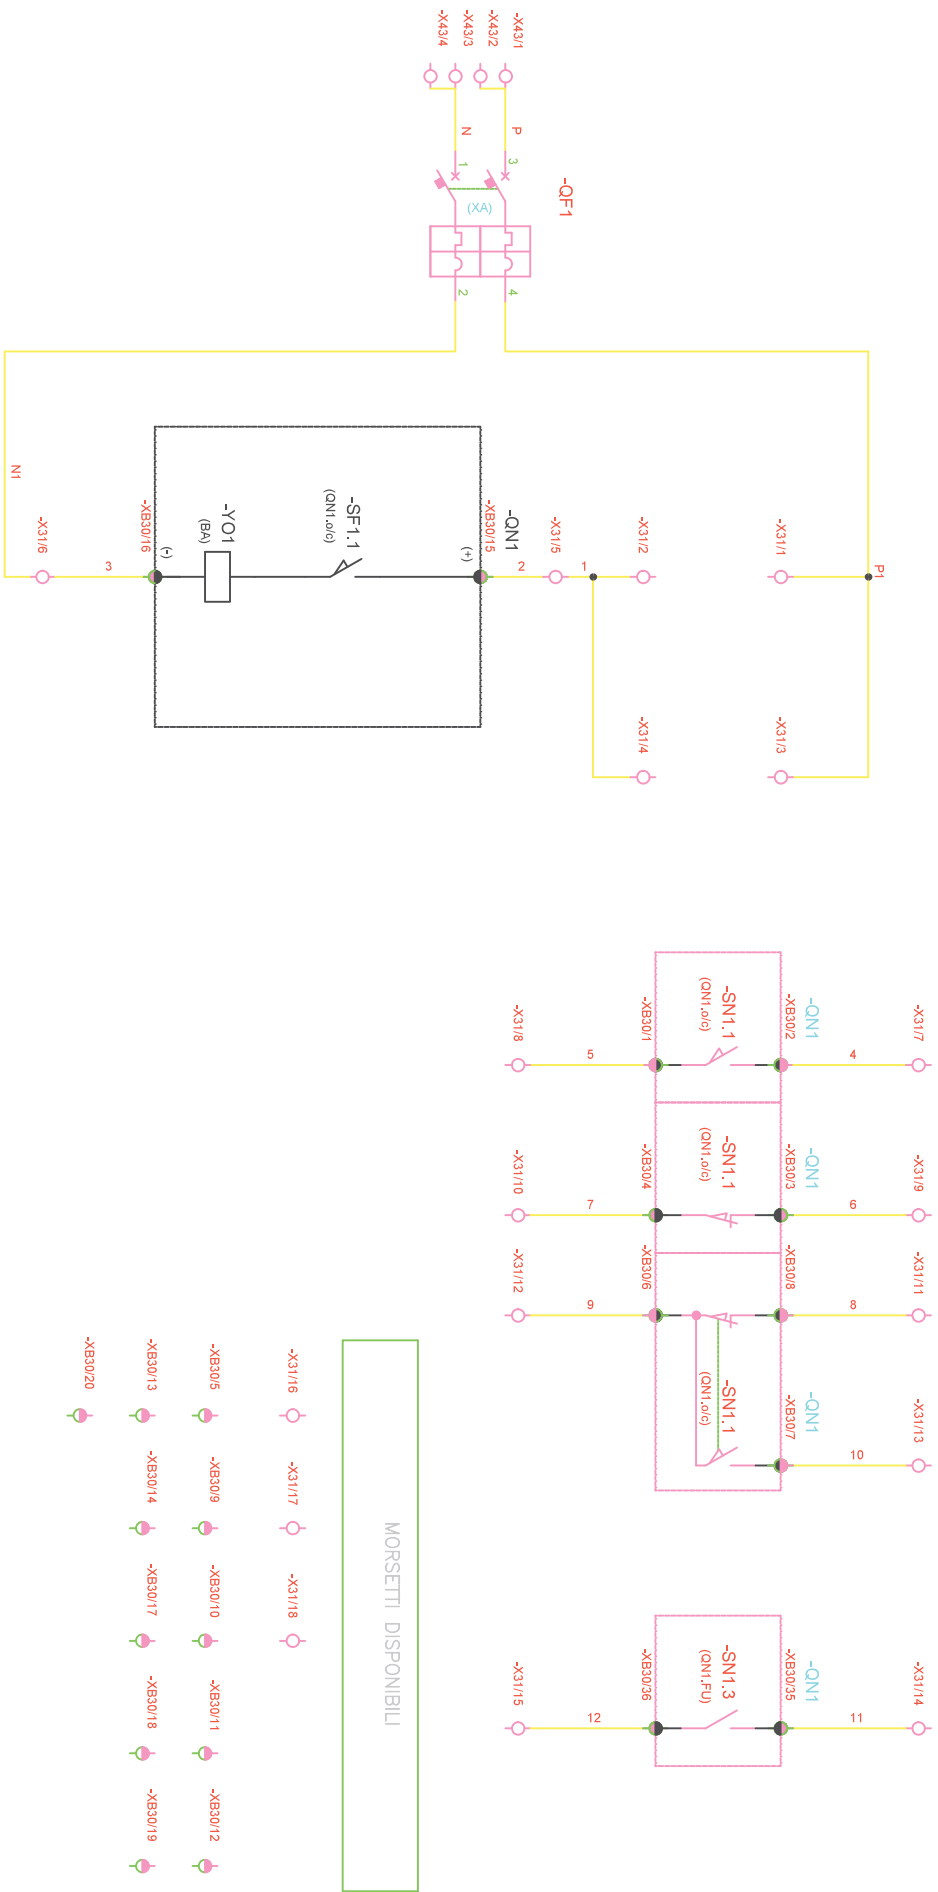 -X43/4
-X43/3
-X43/2
-X43/1
N
P
1
3
-QF1
(XA)
2
4
P1
N1
-X31/1
-X31/3
-X31/2
-X31/4
1
-X31/5
2
-QN1
-XB30/15
(+)
-SF1.1
(QN1.o/c)
-YO1
(BA)
(-)
-XB30/16
3
-X31/6
-X31/7
4
-QN1
-XB30/2
-SN1.1
(QN1.o/c)
-XB30/1
5
-X31/8
-X31/9
6
-QN1
-XB30/3
-SN1.1
(QN1.o/c)
-XB30/4
7
-X31/10
-X31/11
8
-XB30/8
-XB30/6
9
-X31/12
-X31/13
10
-QN1
-XB30/7
-SN1.1
(QN1.o/c)
-X31/14
11
-QN1
-XB30/35
-SN1.3
(QN1.FU)
-XB30/36
12
-X31/15
MORSETTI DISPONIBILI
-X31/16
-X31/17
-X31/18
-XB30/5
-XB30/9
-XB30/10
-XB30/11
-XB30/12
-XB30/13
-XB30/14
-XB30/17
-XB30/18
-XB30/19
-XB30/20